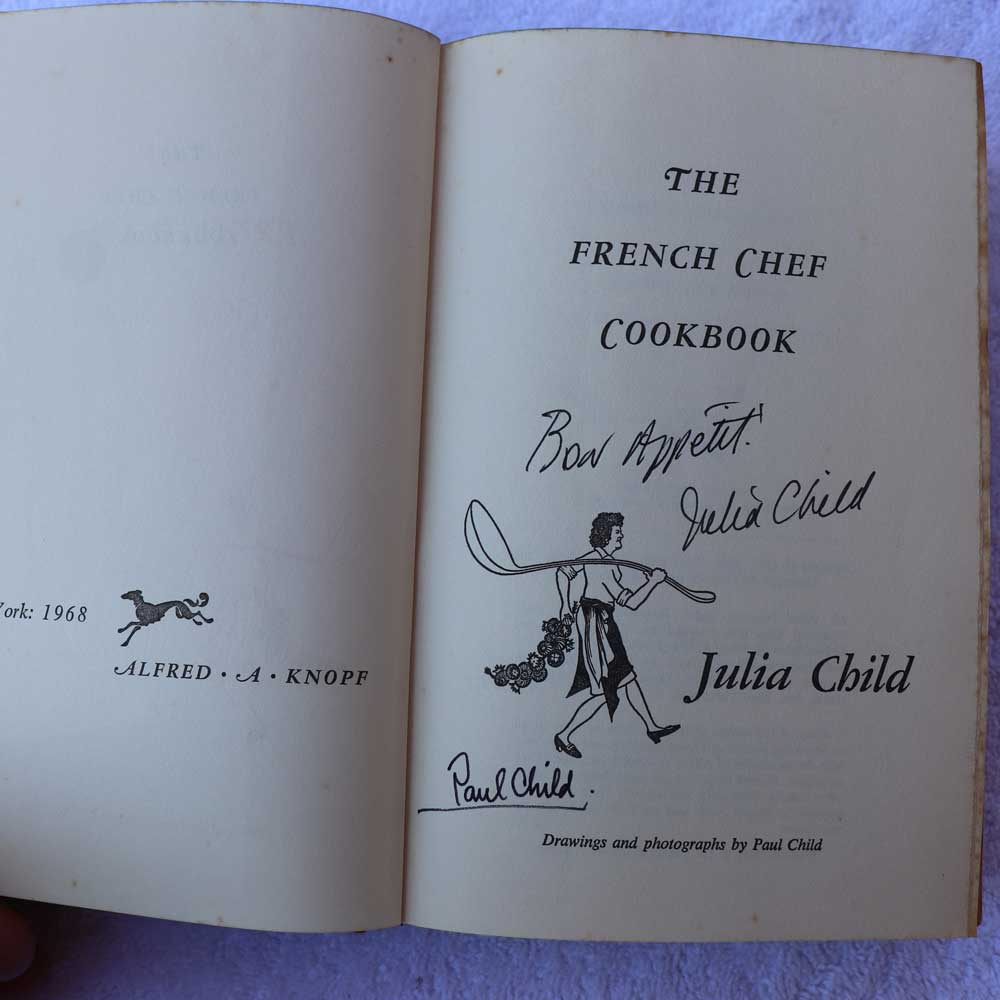 York: 1968
ALFRED · A · KNOPF
THE
FRENCH CHEF
COOKBOOK
Bon Appétit!
Julia Child
Julia Child
Paul Child.
Drawings and photographs by Paul Child